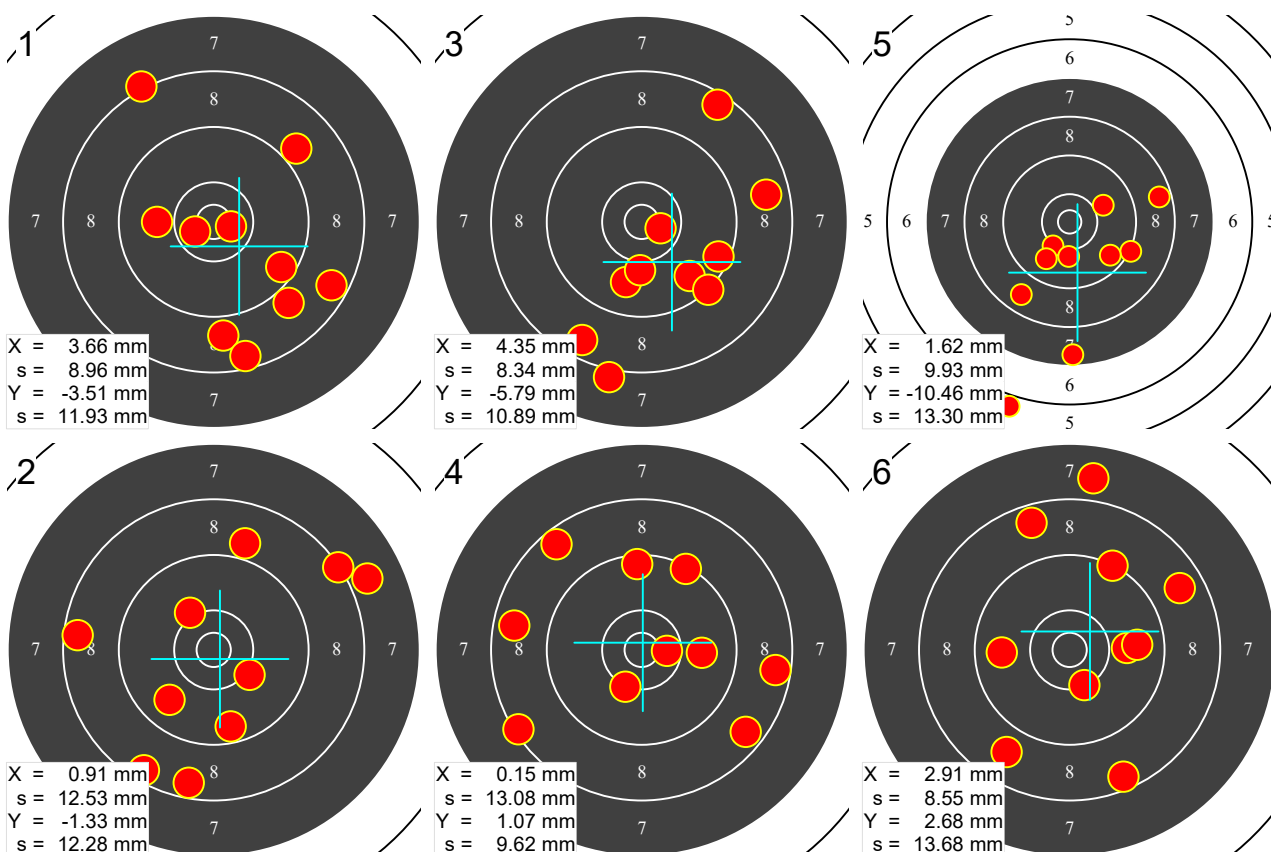 1
7
8
7 8 8 7
7
X = 3.66 mm
s = 8.96 mm
Y = -3.51 mm
s = 11.93 mm
3
7
8
7 8 8 7
8
7
X = 4.35 mm
s = 8.34 mm
Y = -5.79 mm
s = 10.89 mm
5
5
6
7
8
5 6 7 8 8 7 6 5
8
7
6
5
X = 1.62 mm
s = 9.93 mm
Y = -10.46 mm
s = 13.30 mm
2
7
8
7 8 8 7
8
7
X = 0.91 mm
s = 12.53 mm
Y = -1.33 mm
s = 12.28 mm
4
7
8
7 8 8 7
8
7
X = 0.15 mm
s = 13.08 mm
Y = 1.07 mm
s = 9.62 mm
6
7
8
7 8 8 7
8
7
X = 2.91 mm
s = 8.55 mm
Y = 2.68 mm
s = 13.68 mm